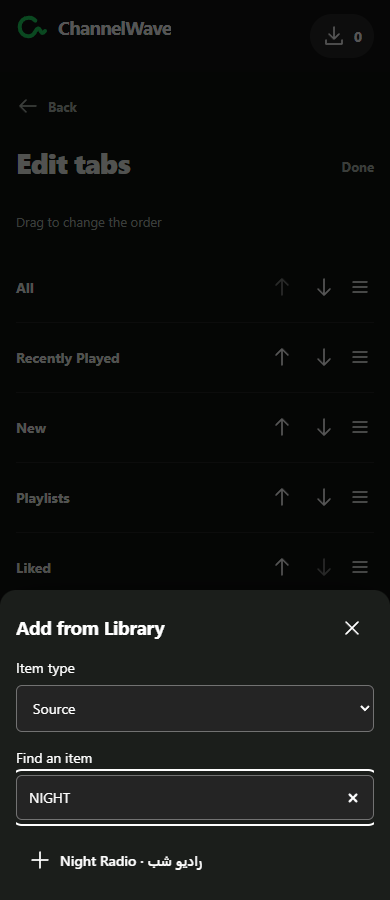 ChannelWave
0
Back
Edit tabs
Done
Drag to change the order
All
Recently Played
New
Playlists
Liked
Add from Library
Item type
Source
Find an item
NIGHT
Night Radio · رادیو شب